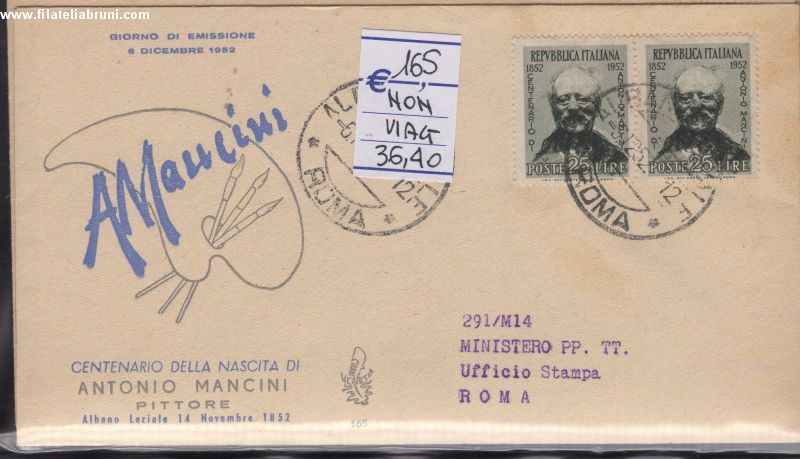 www.filateliabruni.com
GIORNO DI EMISSIONE
6 DICEMBRE 1952
AMancini
CENTENARIO DELLA NASCITA DI
ANTONIO MANCINI
PITTORE
Albano Laziale 14 Novembre 1852
165
€ 165
NON
VIAG
36,40
ROMA
REPVBBLICA ITALIANA
1852 1952
CENTENARIO DI
ANTONIO MANCINI
POSTE 25 LIRE
REPVBBLICA ITALIANA
1852 1952
CENTENARIO DI
ANTONIO MANCINI
POSTE 25 LIRE
ROMA
291/M14
MINISTERO PP. TT.
Ufficio Stampa
ROMA